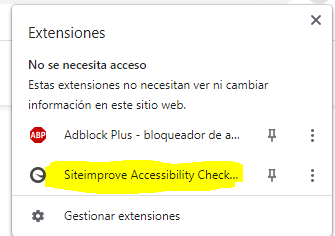 Extensiones
No se necesita acceso
Estas extensiones no necesitan ver ni cambiar
información en este sitio web.
ABP Adblock Plus - bloqueador de a...
Siteimprove Accessibility Check...
Gestionar extensiones